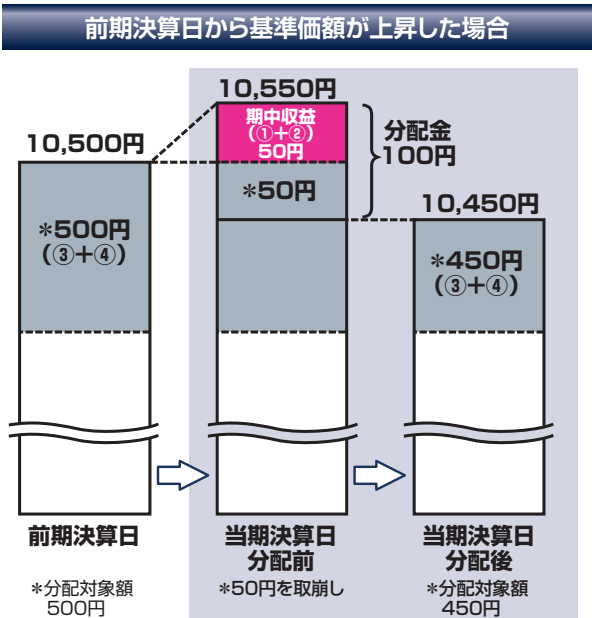 前期決算日から基準価額が上昇した場合
10,550円
期中収益
(①+②)
50円
10,500円
分配金
100円
*50円
10,450円
*500円
(③+④)
*450円
(③+④)
前期決算日
当期決算日
分配前
当期決算日
分配後
*分配対象額
500円
*50円を取崩し
*分配対象額
450円